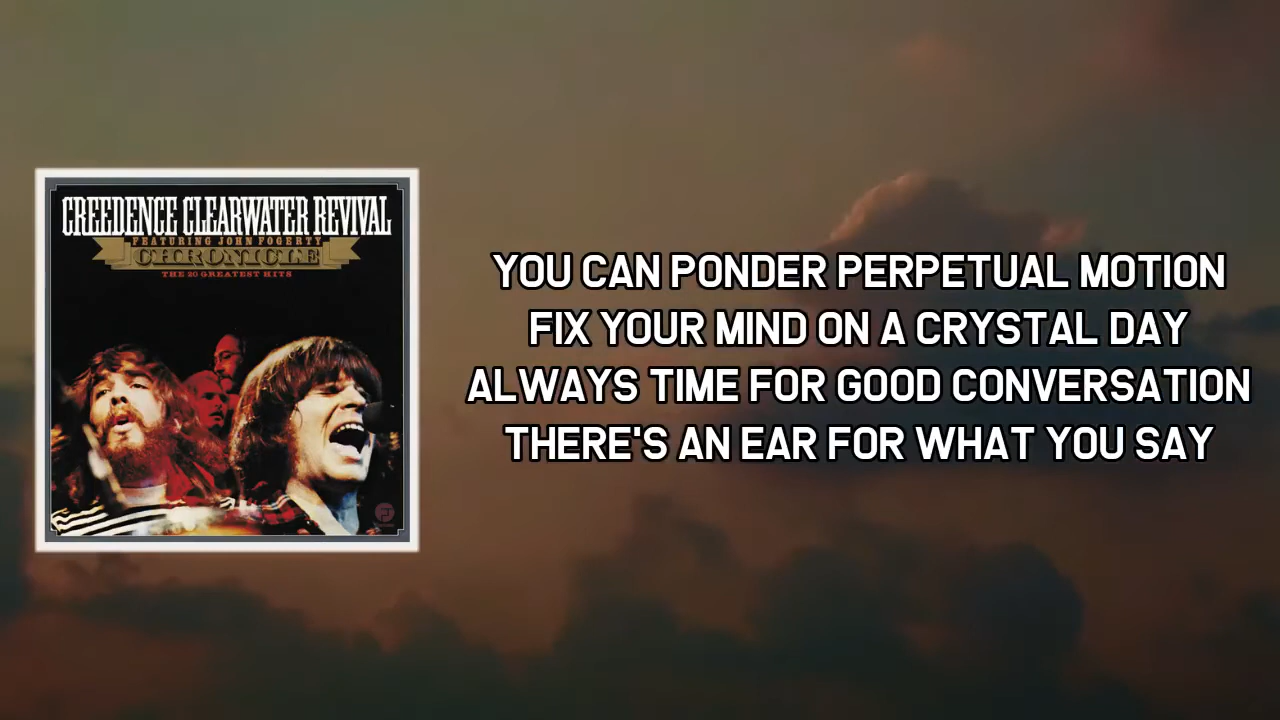 CREEDENCE CLEARWATER REVIVAL
FEATURING JOHN FOGERTY
CHRONICLE
THE 20 GREATEST HITS
YOU CAN PONDER PERPETUAL MOTION
FIX YOUR MIND ON A CRYSTAL DAY
ALWAYS TIME FOR GOOD CONVERSATION
THERE'S AN EAR FOR WHAT YOU SAY